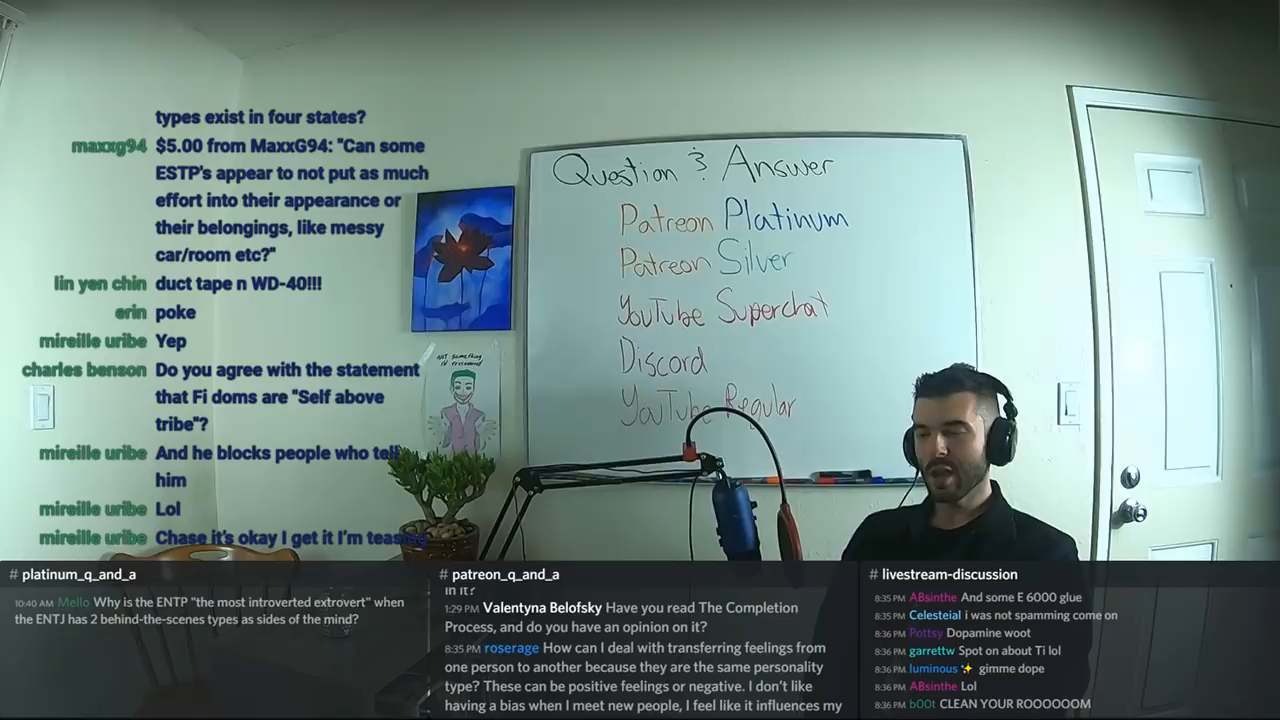 types exist in four states?
maxxg94 $5.00 from MaxxG94: "Can some
ESTP's appear to not put as much
effort into their appearance or
their belongings, like messy
car/room etc?"
lin yen chin duct tape n WD-40!!!
erin poke
mireille uribe Yep
charles benson Do you agree with the statement
that Fi doms are "Self above
tribe"?
mireille uribe And he blocks people who tell
him
mireille uribe Lol
mireille uribe Chase it's okay I get it I'm teasing
Question & Answer
Patreon Platinum
Patreon Silver
YouTube Superchat
Discord
YouTube Regular
NOT something
# platinum_q_and_a
10:40 AM Mello Why is the ENTP "the most introverted extrovert" when
the ENTJ has 2 behind-the-scenes types as sides of the mind?
# patreon_q_and_a
in it?
1:29 PM Valentyna Belofsky Have you read The Completion
Process, and do you have an opinion on it?
8:35 PM roserage How can I deal with transferring feelings from
one person to another because they are the same personality
type? These can be positive feelings or negative. I don't like
having a bias when I meet new people, I feel like it influences my
# livestream-discussion
8:35 PM ABsinthe And some E 6000 glue
8:35 PM Celesteial i was not spamming come on
8:36 PM Pottsy Dopamine woot
8:36 PM garrettw Spot on about Ti lol
8:36 PM luminous✨ gimme dope
8:36 PM ABsinthe Lol
8:36 PM b00t CLEAN YOUR ROOOOOOM